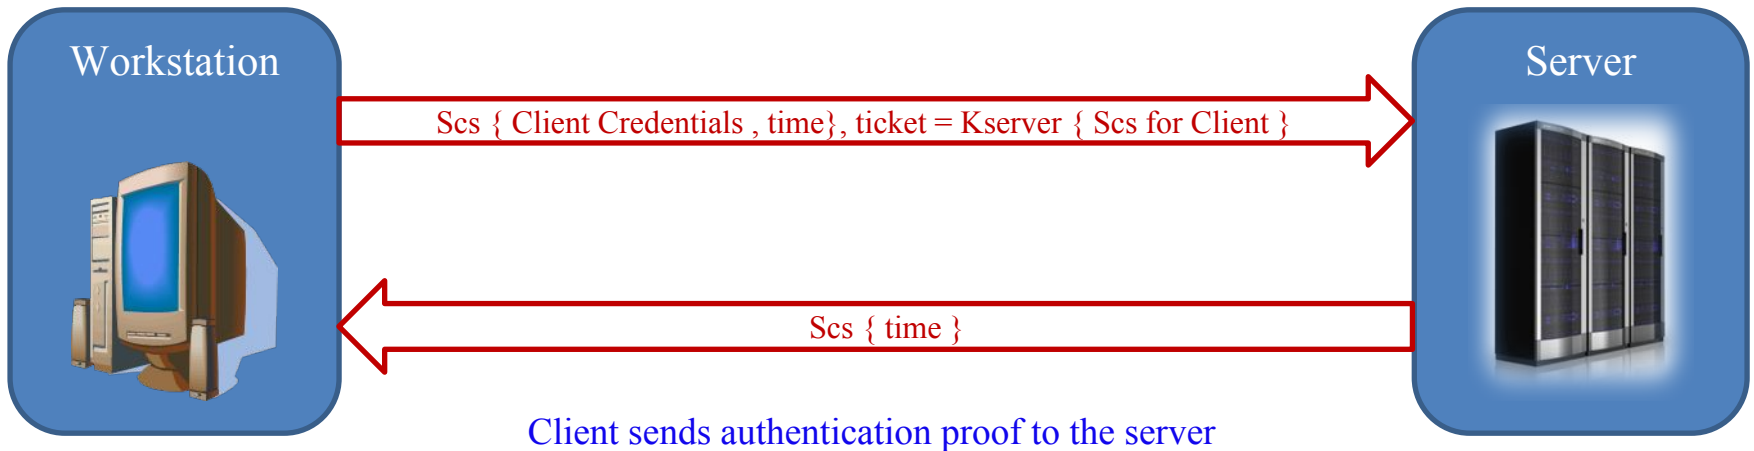 Workstation
Server
Scs { Client Credentials , time}, ticket = Kserver { Scs for Client }
Scs { time }
Client sends authentication proof to the server